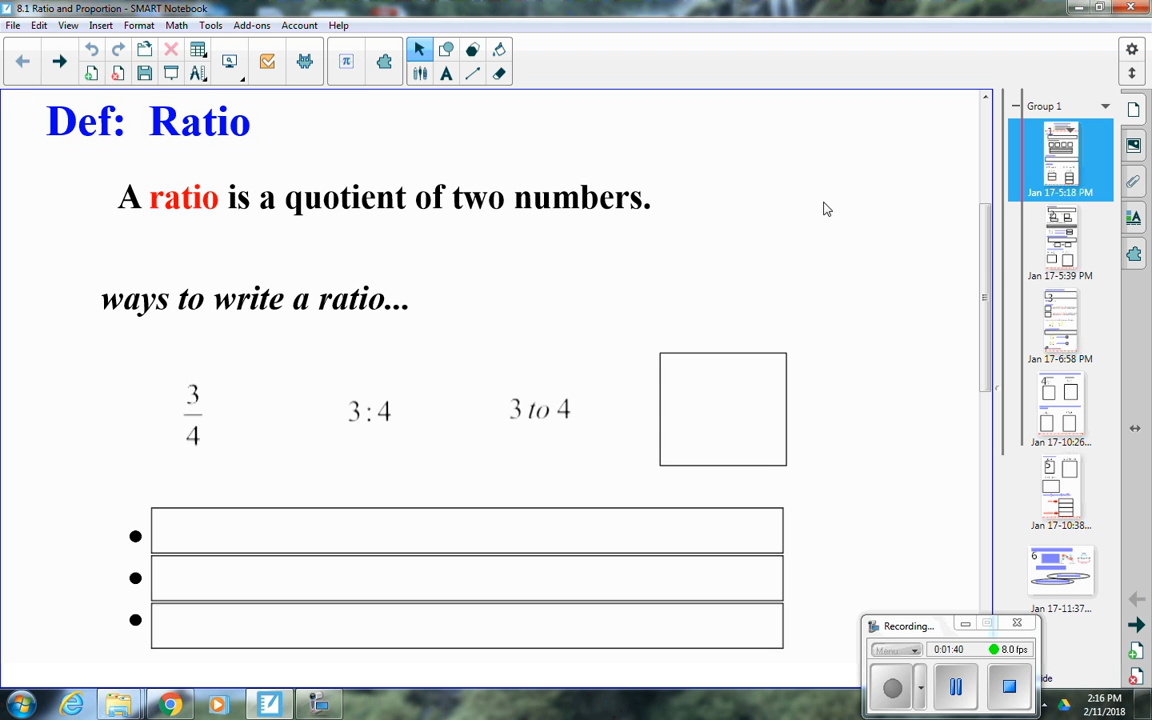 8.1 Ratio and Proportion - SMART Notebook
File Edit View Insert Format Math Tools Add-ons Account Help
Group 1
Def: Ratio
A ratio is a quotient of two numbers.
ways to write a ratio...
3
4
3 : 4
3 to 4
Jan 17-5:18 PM
Jan 17-5:39 PM
Jan 17-6:58 PM
Jan 17-10:26...
Jan 17-10:38...
Jan 17-11:37...
Recording...
Menu
0:01:40
8.0 fps
2:16 PM
2/11/2018